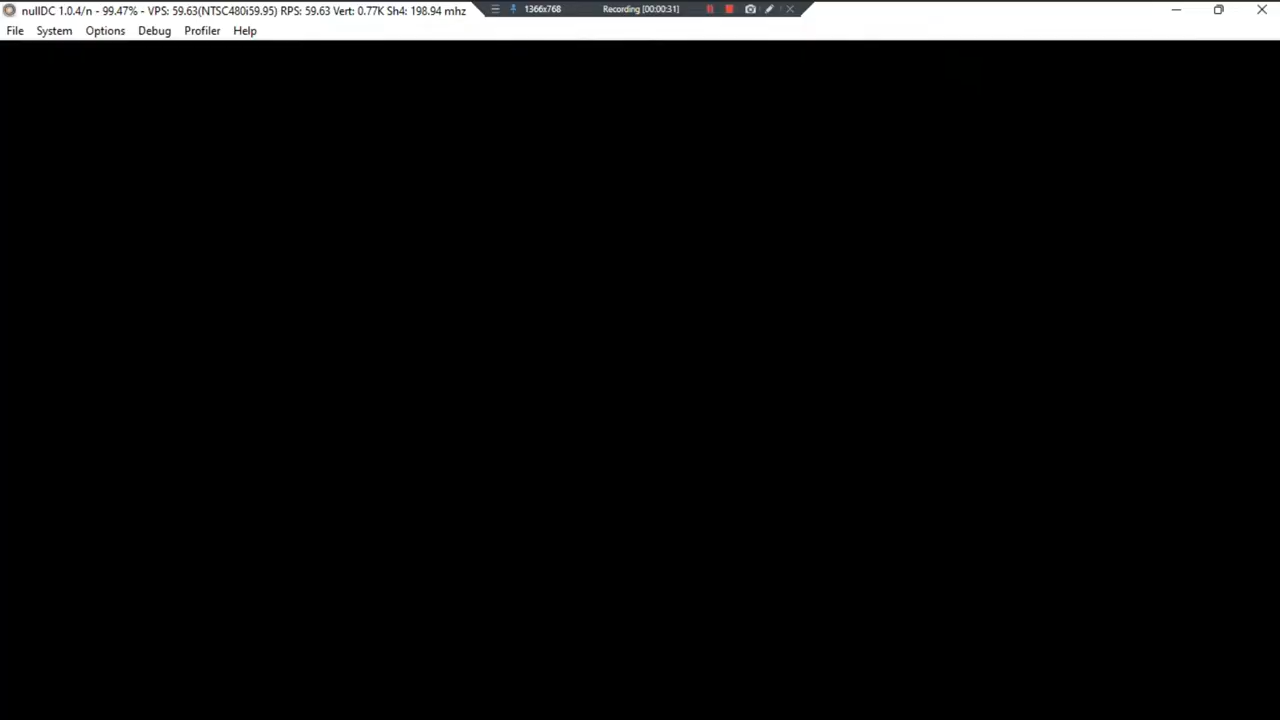 nullDC 1.0.4/n - 99.47% - VPS: 59.63(NTSC480i59.95) RPS: 59.63 Vert: 0.77K Sh4: 198.94 mhz
1366x768
Recording [00:00:31]
File System Options Debug Profiler Help